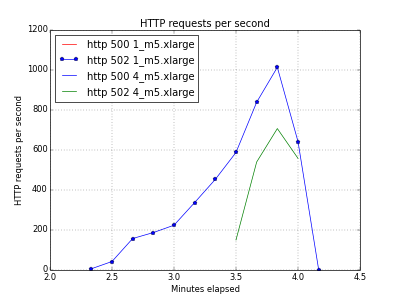 HTTP requests per second
http 500 1_m5.xlarge
http 502 1_m5.xlarge
http 500 4_m5.xlarge
http 502 4_m5.xlarge
HTTP requests per second
1200
1000
800
600
400
200
0
2.0 2.5 3.0 3.5 4.0 4.5
Minutes elapsed